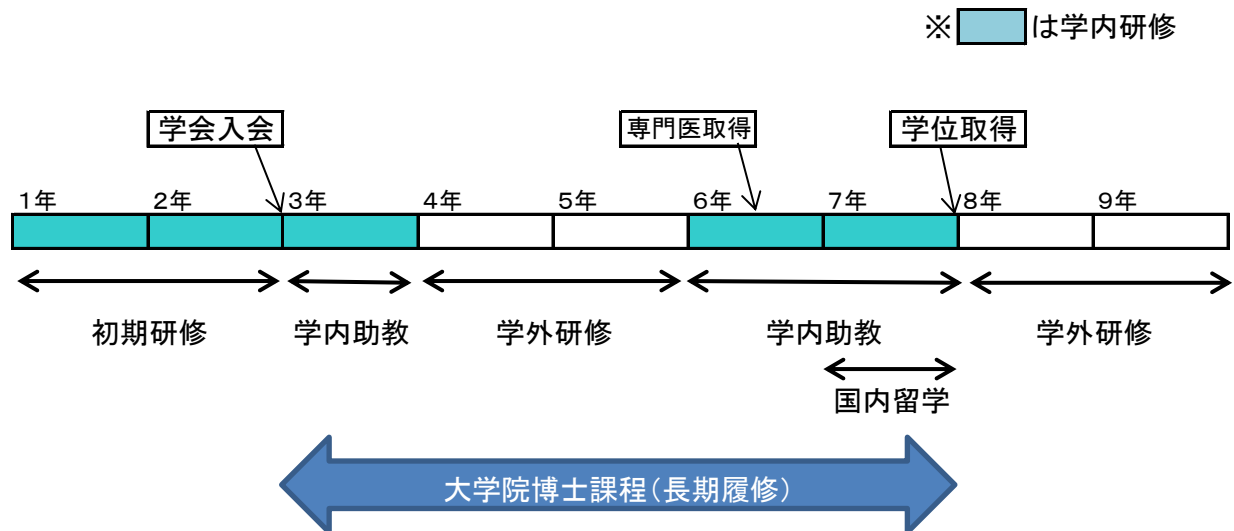 ※ は学内研修
学会入会
専門医取得
学位取得
1年 2年 3年 4年 5年 6年 7年 8年 9年
初期研修 学内助教 学外研修 学内助教 学外研修
国内留学
大学院博士課程(長期履修)